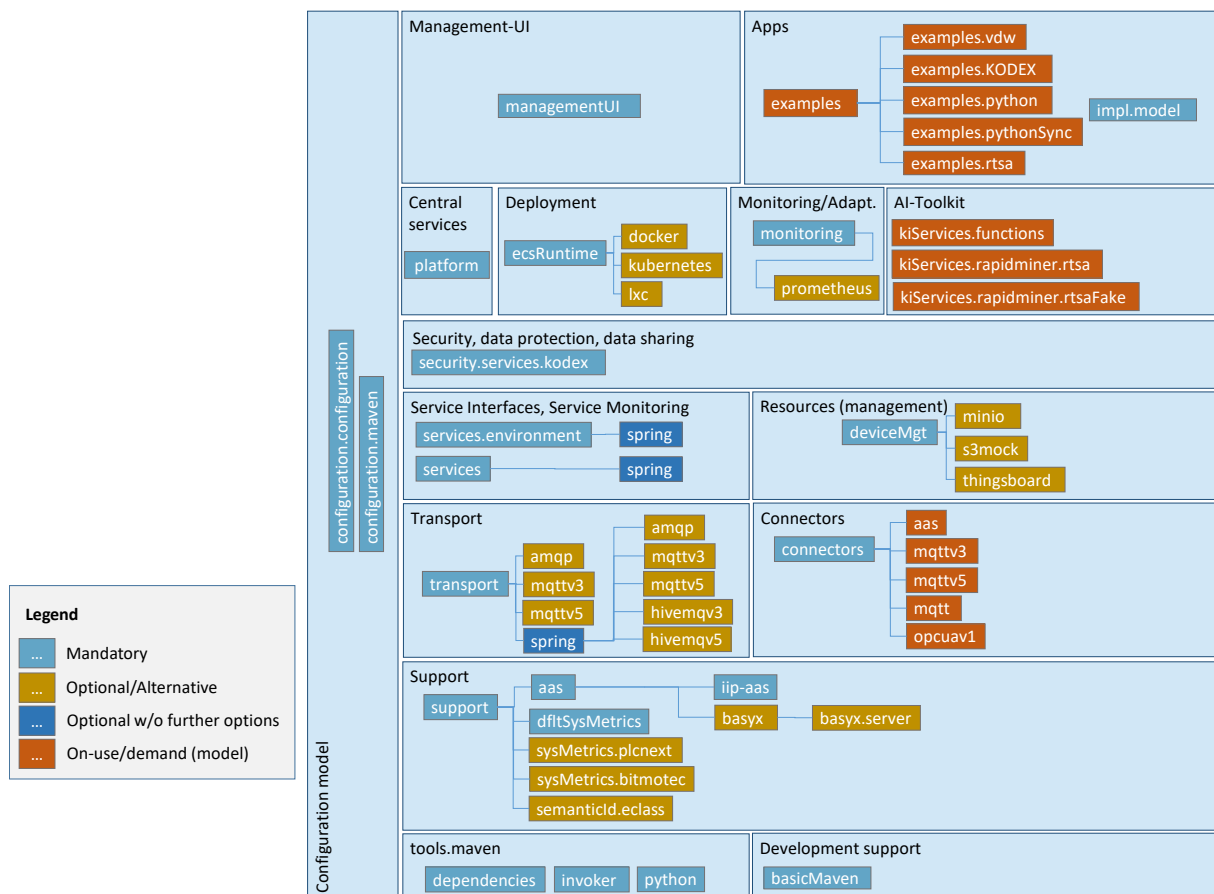 Management-UI
managementUI
Apps
examples
examples.vdw
examples.KODEX
examples.python
examples.pythonSync
examples.rtsa
impl.model
Central
services
platform
Deployment
ecsRuntime
docker
kubernetes
lxc
Monitoring/Adapt.
monitoring
prometheus
AI-Toolkit
kiServices.functions
kiServices.rapidminer.rtsa
kiServices.rapidminer.rtsaFake
Security, data protection, data sharing
security.services.kodex
configuration.configuration
configuration.maven
Configuration model
Service Interfaces, Service Monitoring
services.environment
spring
services
spring
Resources (management)
deviceMgt
minio
s3mock
thingsboard
Transport
transport
amqp
mqttv3
mqttv5
spring
amqp
mqttv3
mqttv5
hivemqv3
hivemqv5
Connectors
connectors
aas
mqttv3
mqttv5
mqtt
opcuav1
Support
support
aas
iip-aas
basyx
basyx.server
dfltSysMetrics
sysMetrics.plcnext
sysMetrics.bitmotec
semanticId.eclass
tools.maven
dependencies
invoker
python
Development support
basicMaven
Legend
... Mandatory
... Optional/Alternative
... Optional w/o further options
... On-use/demand (model)